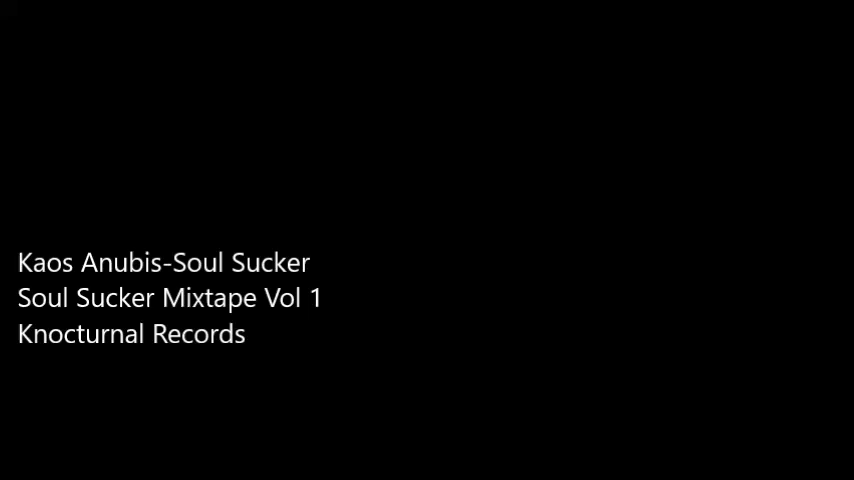 Kaos Anubis-Soul Sucker
Soul Sucker Mixtape Vol 1
Knocturnal Records